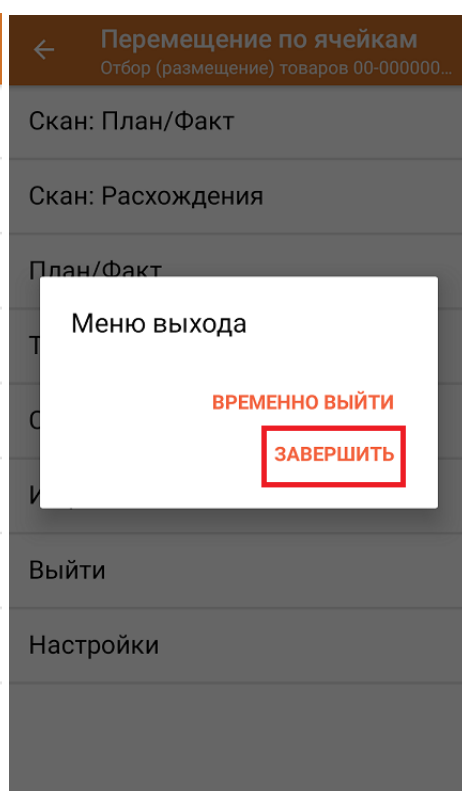 Перемещение по ячейкам
Отбор (размещение) товаров 00-000000...
Скан: План/Факт
Скан: Расхождения
План/Факт
Меню выхода
ВРЕМЕННО ВЫЙТИ
ЗАВЕРШИТЬ
Выйти
Настройки